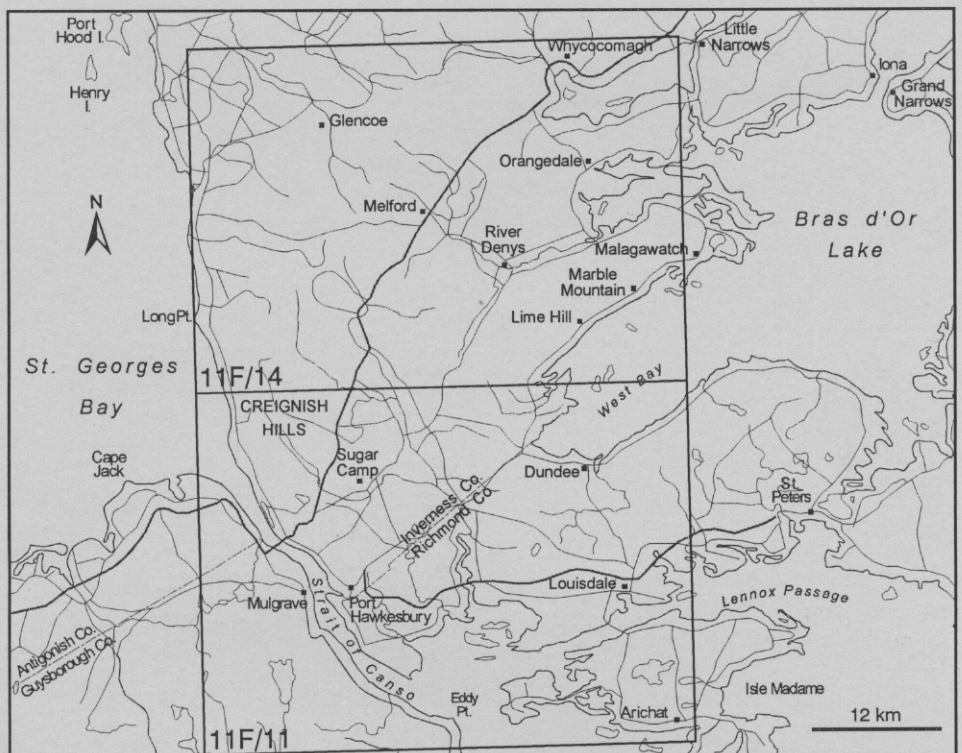 Port
Hood I.
Henry
I.
Whycocomagh
Little
Narrows
Iona
Grand
Narrows
Glencoe
Orangedale
N
Melford
Bras d'Or
Lake
River
Denys
Malagawatch
Marble
Mountain
Long Pt.
Lime Hill
St. Georges
Bay
11F/14
West Bay
CREIGNISH
HILLS
Cape
Jack
Sugar
Camp
Dundee
St.
Peters
Inverness Co.
Richmond Co.
Louisdale
Lennox Passage
Mulgrave
Port
Hawkesbury
Strait of Canso
Antigonish Co.
Guysborough Co.
Eddy
Pt.
Isle Madame
Arichat
12 km
11F/11